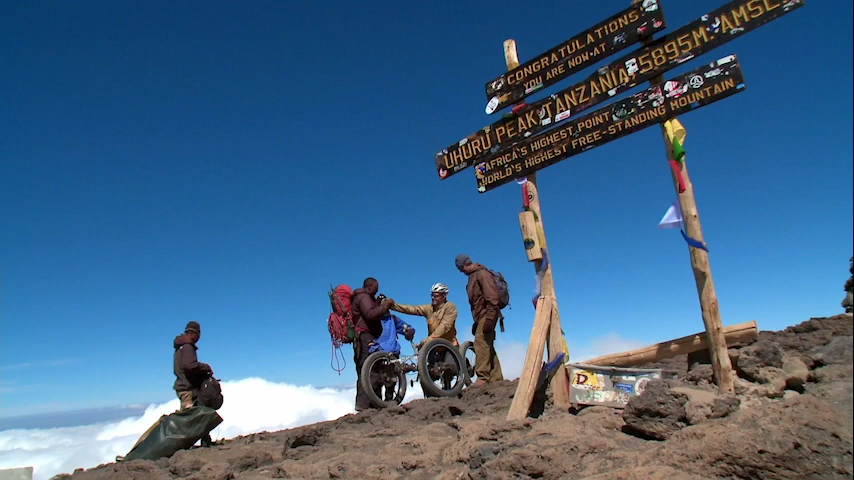 CONGRATULATIONS
YOU ARE NOW AT
UHURU PEAK TANZANIA 5895M. AMSL
AFRICA'S HIGHEST POINT
WORLD'S HIGHEST FREE-STANDING MOUNTAIN